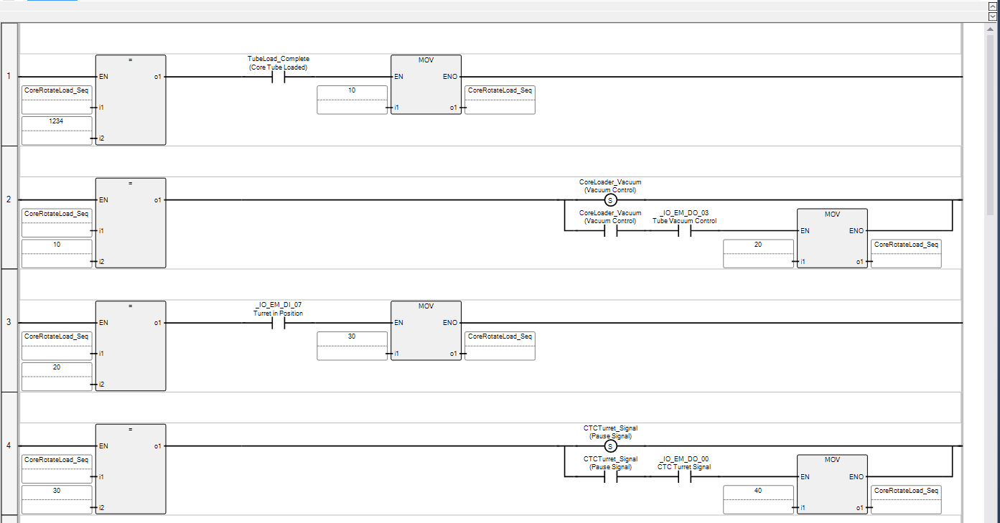 1
=
EN
o1
CoreRotateLoad_Seq
i1
1234
i2
TubeLoad_Complete
(Core Tube Loaded)
MOV
EN
ENO
10
i1
o1
CoreRotateLoad_Seq
2
=
EN
o1
CoreRotateLoad_Seq
i1
10
i2
CoreLoader_Vacuum
(Vacuum Control)
S
CoreLoader_Vacuum
(Vacuum Control)
_IO_EM_DO_03
Tube Vacuum Control
MOV
EN
ENO
20
i1
o1
CoreRotateLoad_Seq
3
=
EN
o1
CoreRotateLoad_Seq
i1
20
i2
_IO_EM_DI_07
Turret in Position
MOV
EN
ENO
30
i1
o1
CoreRotateLoad_Seq
4
=
EN
o1
CoreRotateLoad_Seq
i1
30
i2
CTCTurret_Signal
(Pause Signal)
S
CTCTurret_Signal
(Pause Signal)
_IO_EM_DO_00
CTC Turret Signal
MOV
EN
ENO
40
i1
o1
CoreRotateLoad_Seq